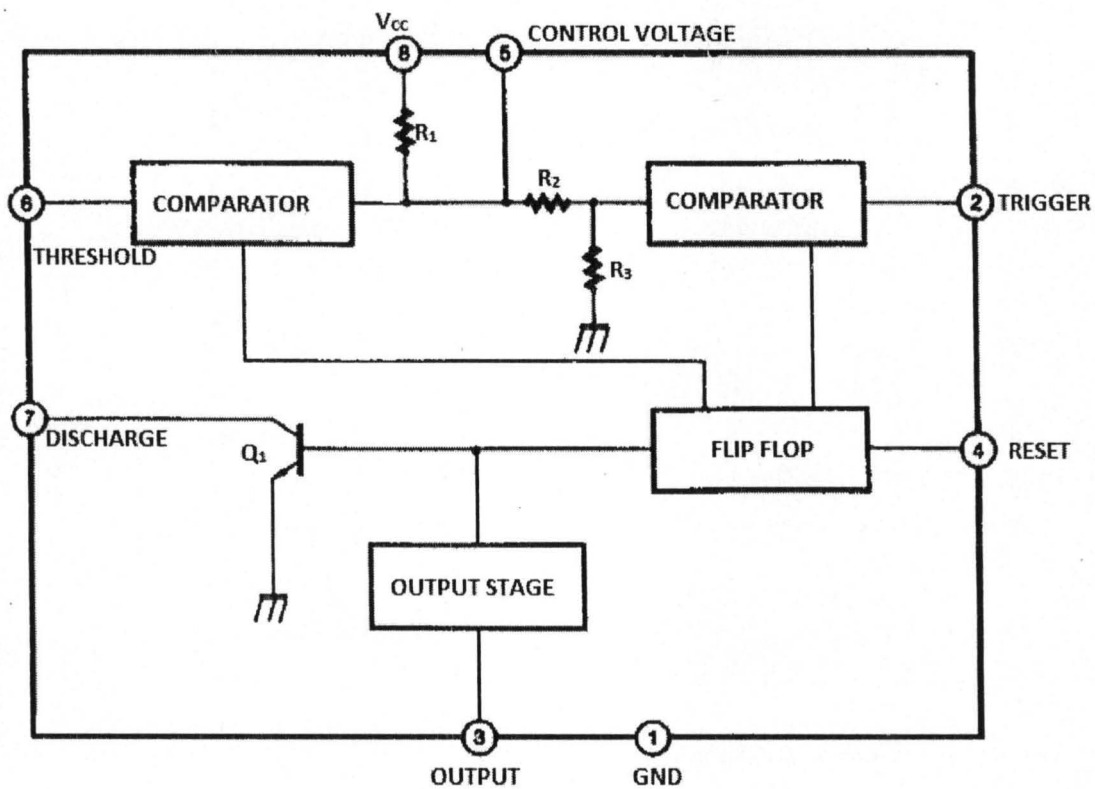 V_CC
8
5
CONTROL VOLTAGE
R₁
6
COMPARATOR
R₂
COMPARATOR
2
TRIGGER
THRESHOLD
R₃
7
DISCHARGE
Q₁
FLIP FLOP
4
RESET
OUTPUT STAGE
3
1
OUTPUT
GND